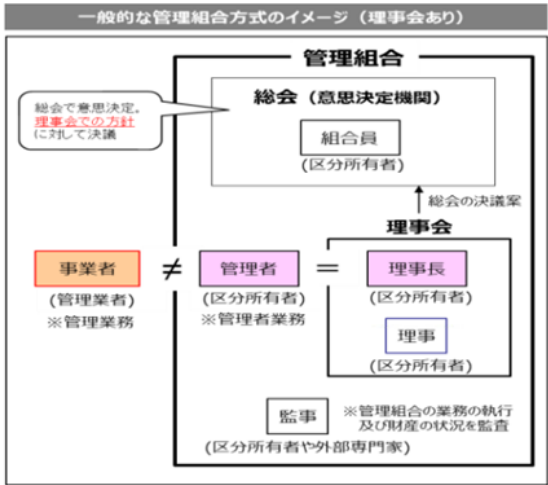 一般的な管理組合方式のイメージ（理事会あり）
管理組合
総会（意思決定機関）
総会で意思決定。
理事会での方針
に対して決議
組合員
(区分所有者)
総会の決議案
理事会
事業者
≠
管理者
=
理事長
(管理業者)
(区分所有者)
(区分所有者)
※管理業務
※管理者業務
理事
(区分所有者)
監事
※管理組合の業務の執行
及び財産の状況を監査
(区分所有者や外部専門家)